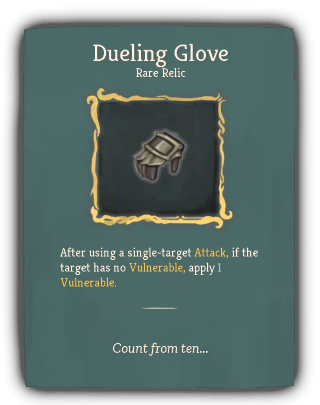 Dueling Glove
Rare Relic
After using a single-target Attack, if the
target has no Vulnerable, apply 1
Vulnerable.
Count from ten...